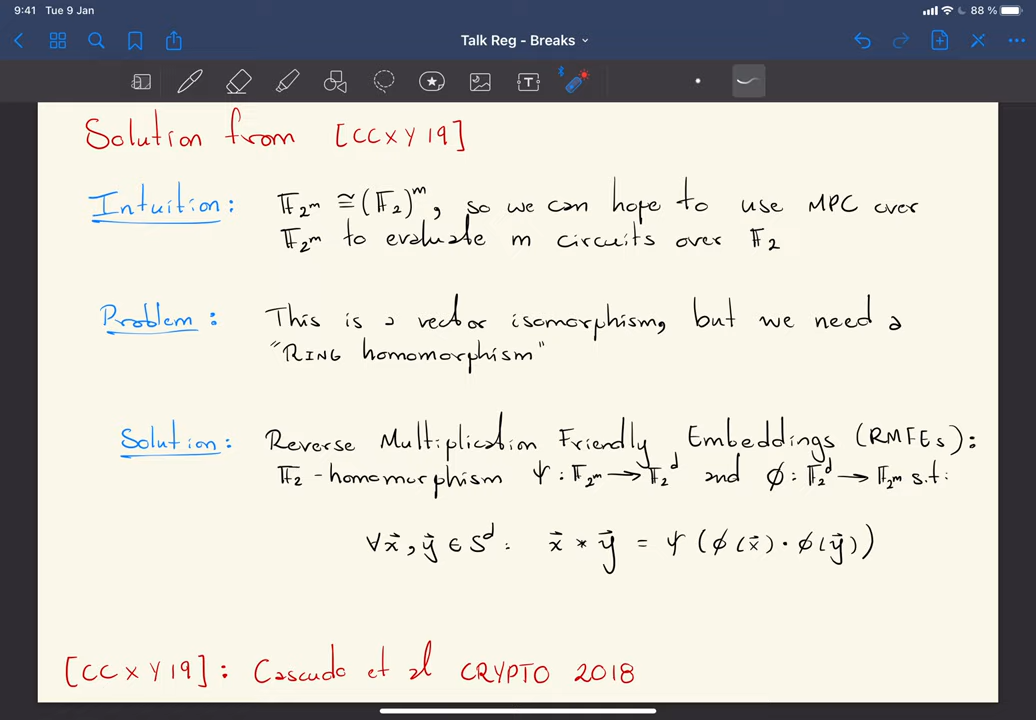 9:41 Tue 9 Jan
88 %
Talk Reg - Breaks
Solution from [CCXY19]
Intuition: 𝔽₂ᵐ ≅ (𝔽₂)ᵐ, so we can hope to use MPC over
𝔽₂ᵐ to evaluate m circuits over 𝔽₂
Problem: This is a vector isomorphism, but we need a
"RING homomorphism"
Solution: Reverse Multiplication Friendly Embeddings (RMFEs):
𝔽₂-homomorphism ψ: 𝔽₂ᵐ → 𝔽₂ᵈ and ϕ: 𝔽₂ᵈ → 𝔽₂ᵐ s.t:
∀x⃗, y⃗ ∈ Sᵈ: x⃗ * y⃗ = ψ(ϕ(x⃗) · ϕ(y⃗))
[CCXY19]: Cascudo et al CRYPTO 2018